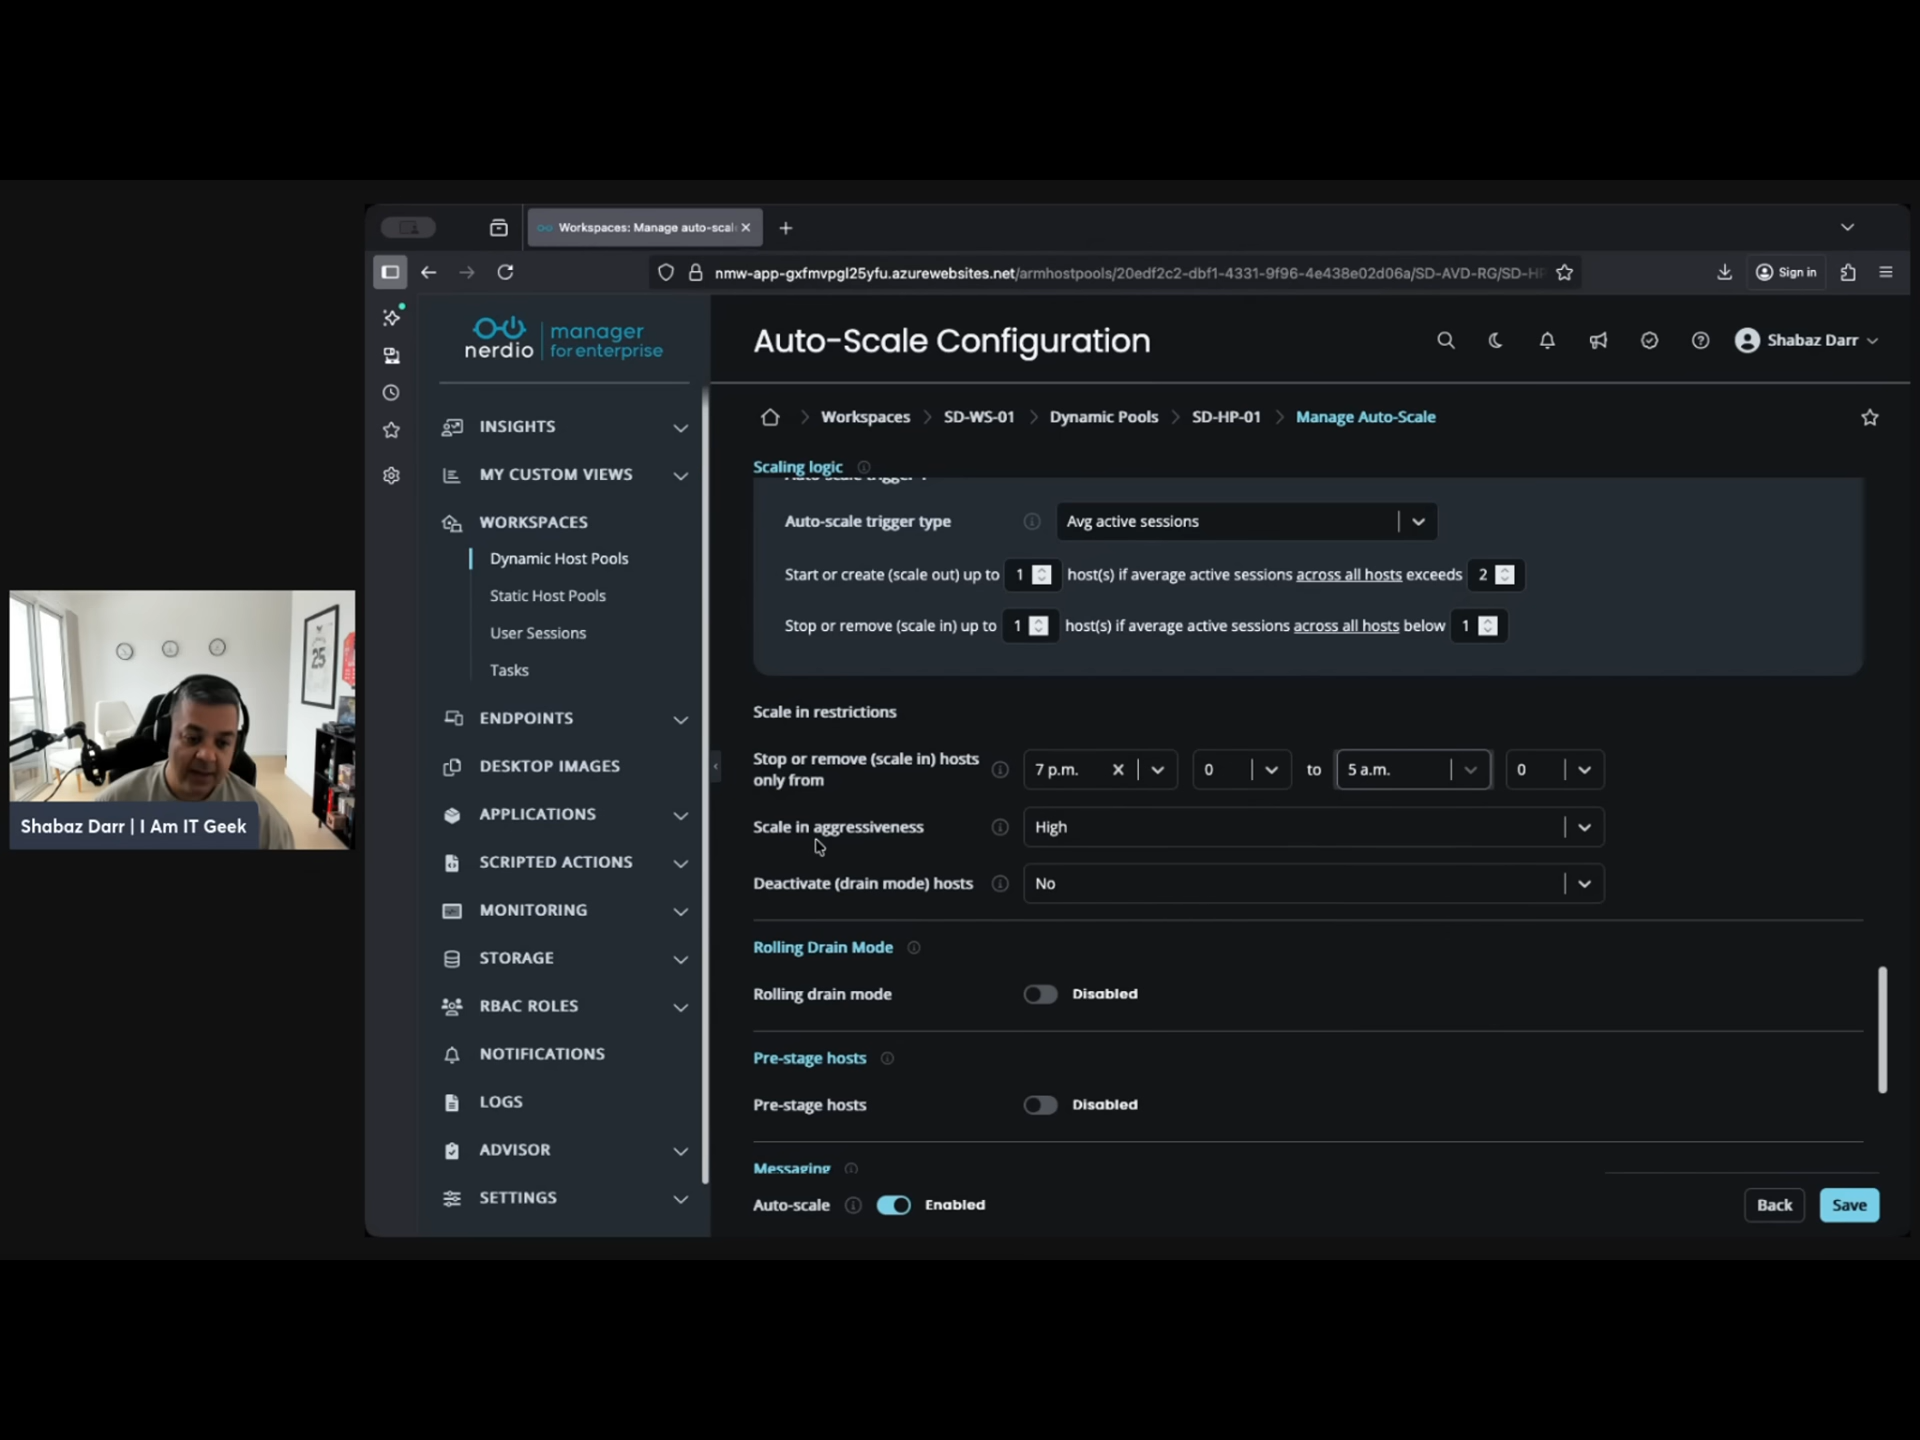 Workspaces: Manage auto-scal
nmw-app-gxfmvpgl25yfu.azurewebsites.net/armhostpools/20edf2c2-dbf1-4331-9f96-4e438e02d06a/SD-AVD-RG/SD-HP
Sign in
nerdio manager for enterprise
Auto-Scale Configuration
Shabaz Darr
INSIGHTS
MY CUSTOM VIEWS
WORKSPACES
Dynamic Host Pools
Static Host Pools
User Sessions
Tasks
ENDPOINTS
DESKTOP IMAGES
APPLICATIONS
SCRIPTED ACTIONS
MONITORING
STORAGE
RBAC ROLES
NOTIFICATIONS
LOGS
ADVISOR
SETTINGS
Workspaces > SD-WS-01 > Dynamic Pools > SD-HP-01 > Manage Auto-Scale
Scaling logic
Auto-scale trigger type Avg active sessions
Start or create (scale out) up to 1 host(s) if average active sessions across all hosts exceeds 2
Stop or remove (scale in) up to 1 host(s) if average active sessions across all hosts below 1
Scale in restrictions
Stop or remove (scale in) hosts only from 7 p.m. 0 to 5 a.m. 0
Scale in aggressiveness High
Deactivate (drain mode) hosts No
Rolling Drain Mode
Rolling drain mode Disabled
Pre-stage hosts
Pre-stage hosts Disabled
Messaging
Auto-scale Enabled
Back
Save
25
Shabaz Darr | I Am IT Geek